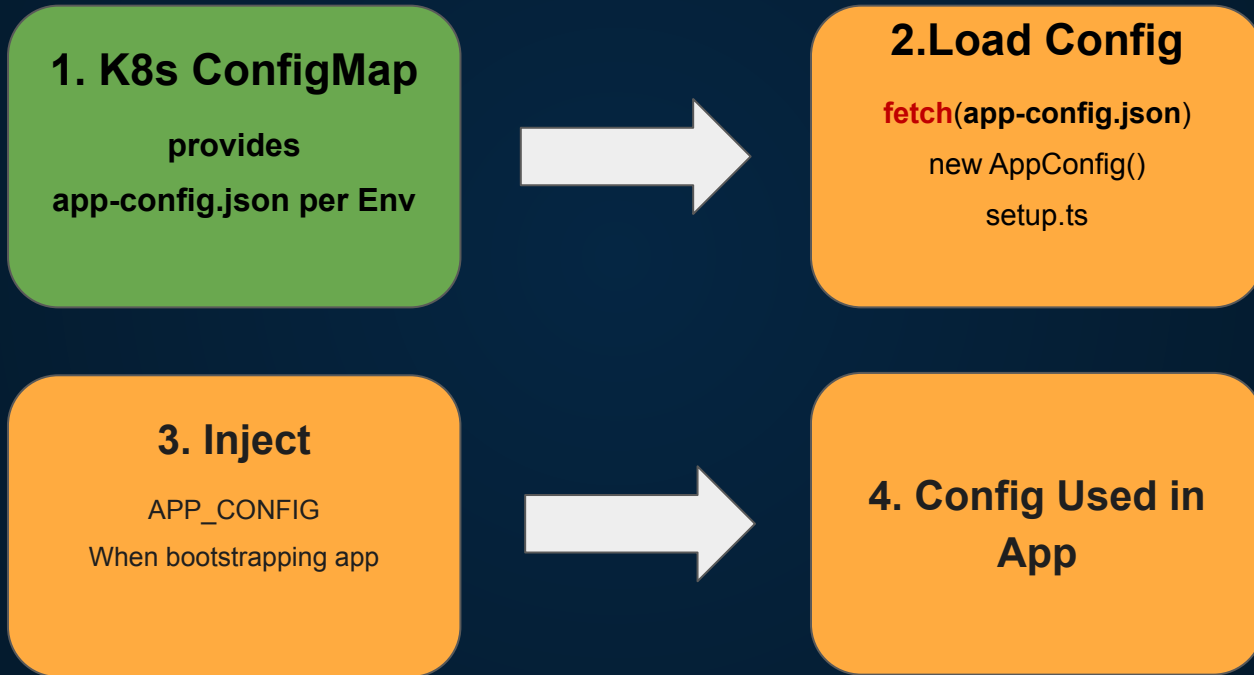 1. K8s ConfigMap
provides
app-config.json per Env
2.Load Config
fetch(app-config.json)
new AppConfig()
setup.ts
3. Inject
APP_CONFIG
When bootstrapping app
4. Config Used in
App